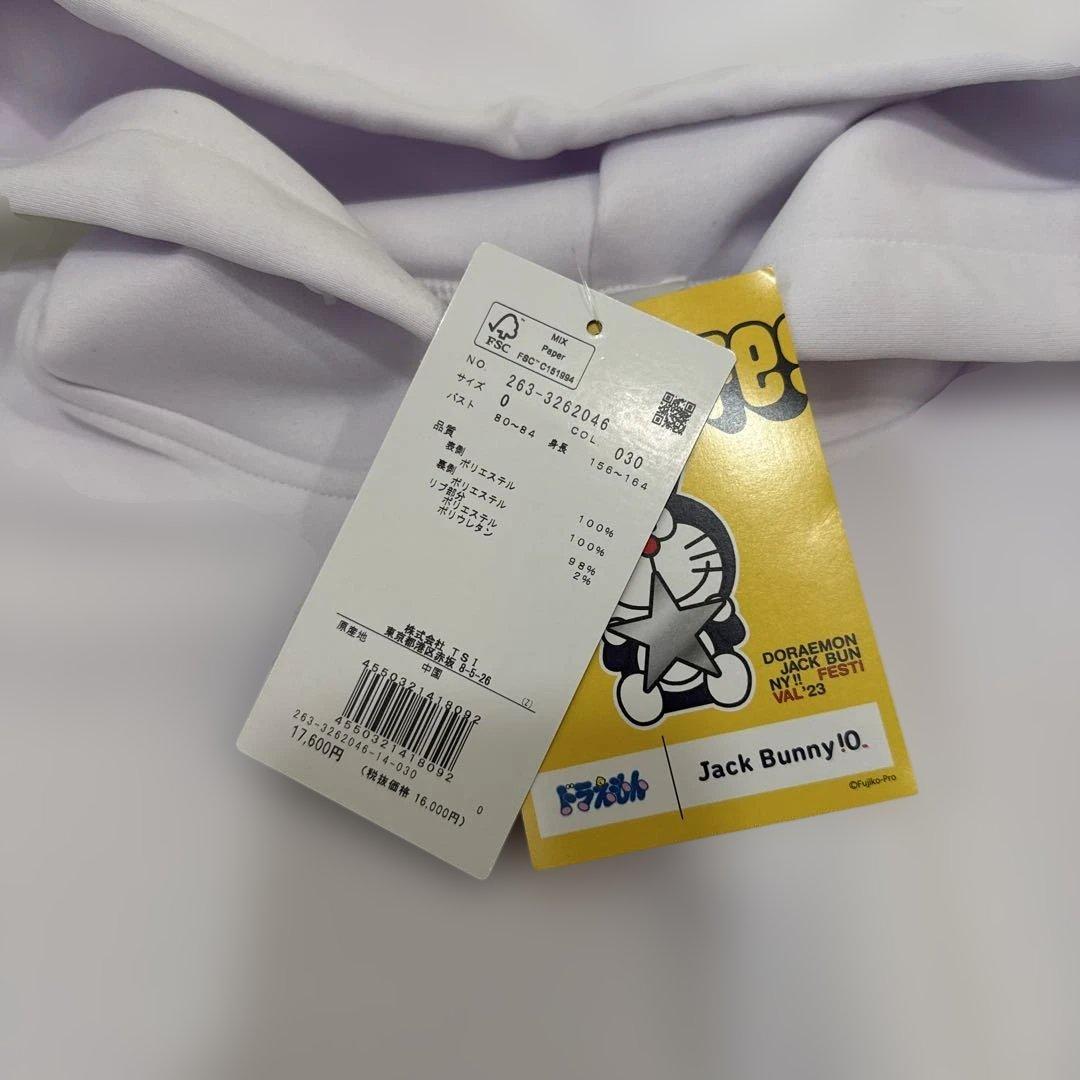 FSC™
MIX
Paper
FSC™ C151994
NO. 263-3262046
サイズ 0 COL. 030
バスト 80～84 身長 156～164
品質
表側
ポリエステル 100%
裏側
ポリエステル 100%
リブ部分
ポリエステル 98%
ポリウレタン 2%
株式会社 TSI
東京都港区赤坂 8-5-26
原産地 中国 (Z)
4550321418092
4550321418092
263-3262046-14-030
17,600円 0
(税抜価格 16,000円)
DORAEMON
JACK BUN
NY!! FESTI
VAL'23
ドラえもん
Jack Bunny!!
©Fujiko-Pro